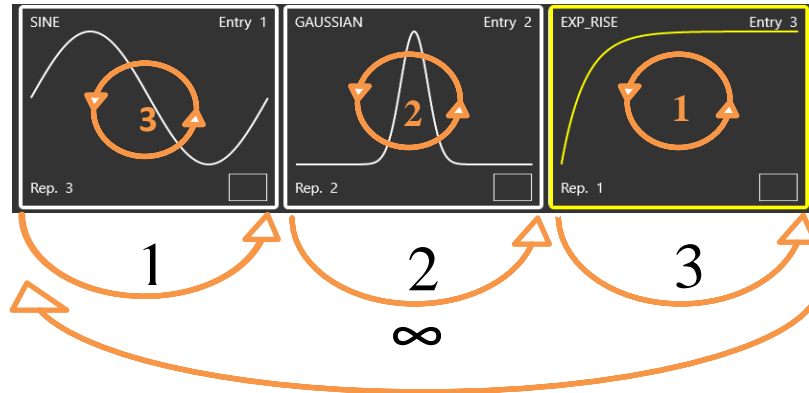 SINE Entry 1
3
Rep. 3
GAUSSIAN Entry 2
2
Rep. 2
EXP_RISE Entry 3
1
Rep. 1
1 2 3
∞